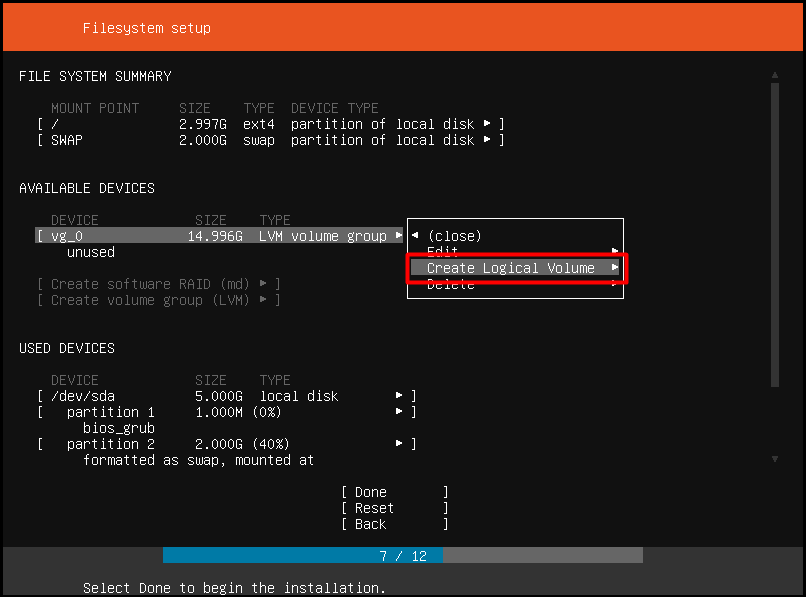 Filesystem setup
FILE SYSTEM SUMMARY
MOUNT POINT SIZE TYPE DEVICE TYPE
[ / 2.997G ext4 partition of local disk ▸ ]
[ SWAP 2.000G swap partition of local disk ▸ ]
AVAILABLE DEVICES
DEVICE SIZE TYPE
[ vg_0 14.996G LVM volume group ▸
unused
◂ (close)
Edit ▸
Create Logical Volume ▸
Delete ▸
[ Create software RAID (md) ▸ ]
[ Create volume group (LVM) ▸ ]
USED DEVICES
DEVICE SIZE TYPE
[ /dev/sda 5.000G local disk ▸ ]
[ partition 1 1.000M (0%) ▸ ]
bios_grub
[ partition 2 2.000G (40%) ▸ ]
formatted as swap, mounted at
[ Done ]
[ Reset ]
[ Back ]
7 / 12
Select Done to begin the installation.